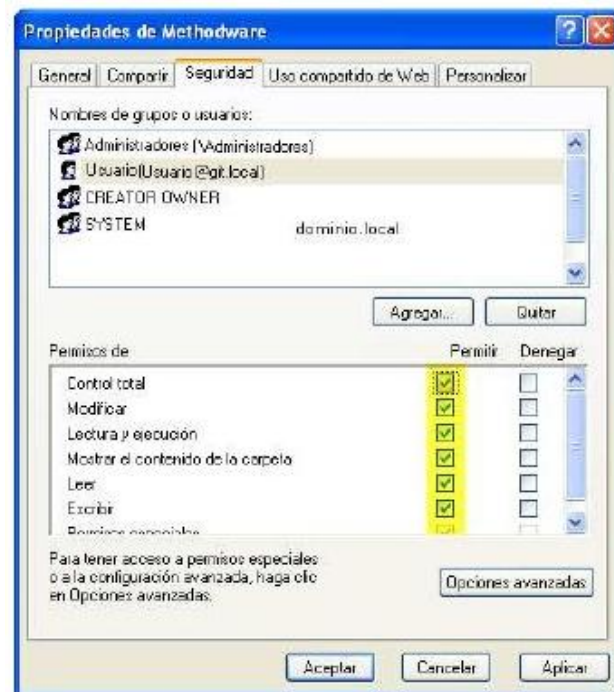 Propiedades de Methodware
General Compartir Seguridad Uso compartido de Web Personalizar
Nombres de grupos o usuarios:
Administradores (\Administradores)
Usuario(Usuario@git.local)
CREATOR OWNER
SYSTEM
dominio.local
Agregar... Quitar
Permisos de Permitir Denegar
Control total
Modificar
Lectura y ejecución
Mostrar el contenido de la carpeta
Leer
Escribir
Permisos especiales
Para tener acceso a permisos especiales
o a la configuración avanzada, haga clic
en Opciones avanzadas.
Opciones avanzadas
Aceptar Cancelar Aplicar